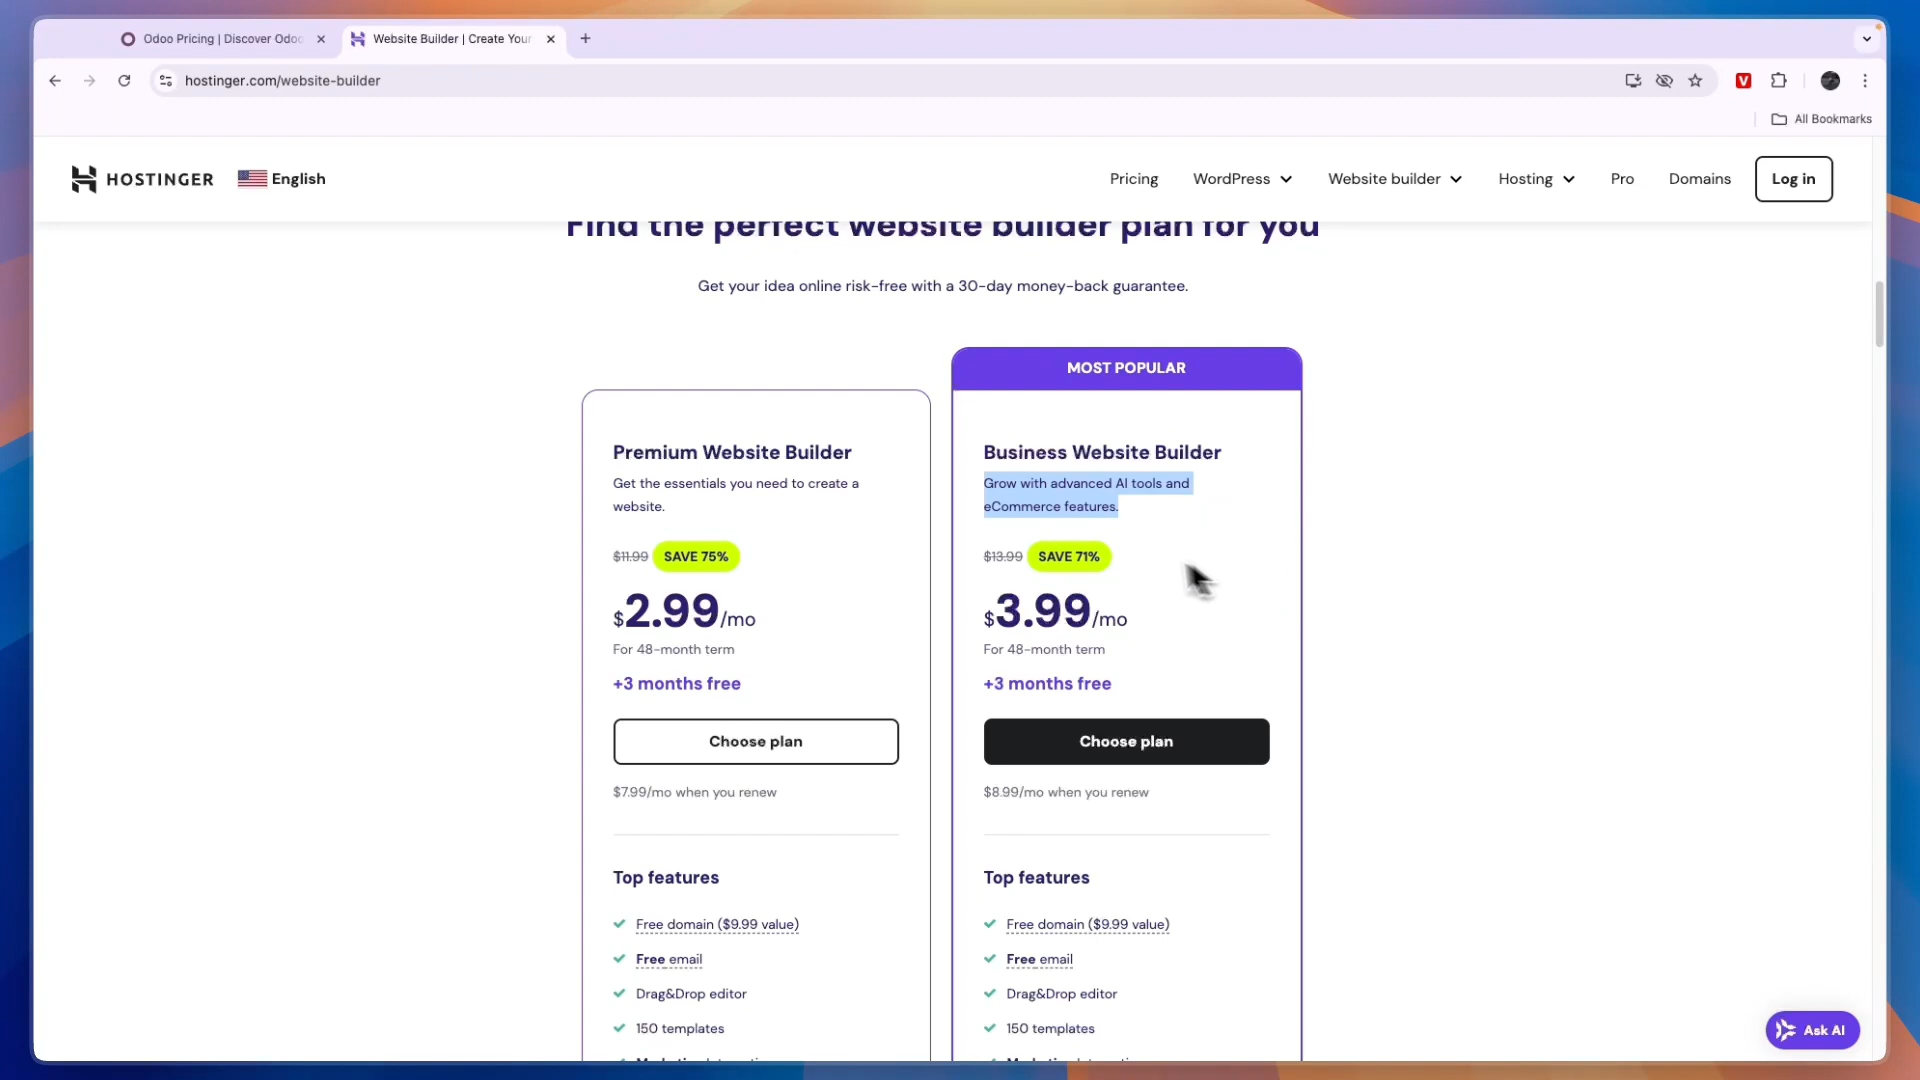 Odoo Pricing | Discover Odoo
Website Builder | Create Your
hostinger.com/website-builder
All Bookmarks
HOSTINGER
English
Pricing
WordPress
Website builder
Hosting
Pro
Domains
Log in
Find the perfect website builder plan for you
Get your idea online risk-free with a 30-day money-back guarantee.
MOST POPULAR
Premium Website Builder
Get the essentials you need to create a
website.
$11.99 SAVE 75%
$2.99/mo
For 48-month term
+3 months free
Choose plan
$7.99/mo when you renew
Top features
Free domain ($9.99 value)
Free email
Drag&Drop editor
150 templates
Business Website Builder
Grow with advanced AI tools and
eCommerce features.
$13.99 SAVE 71%
$3.99/mo
For 48-month term
+3 months free
Choose plan
$8.99/mo when you renew
Top features
Free domain ($9.99 value)
Free email
Drag&Drop editor
150 templates
Ask AI